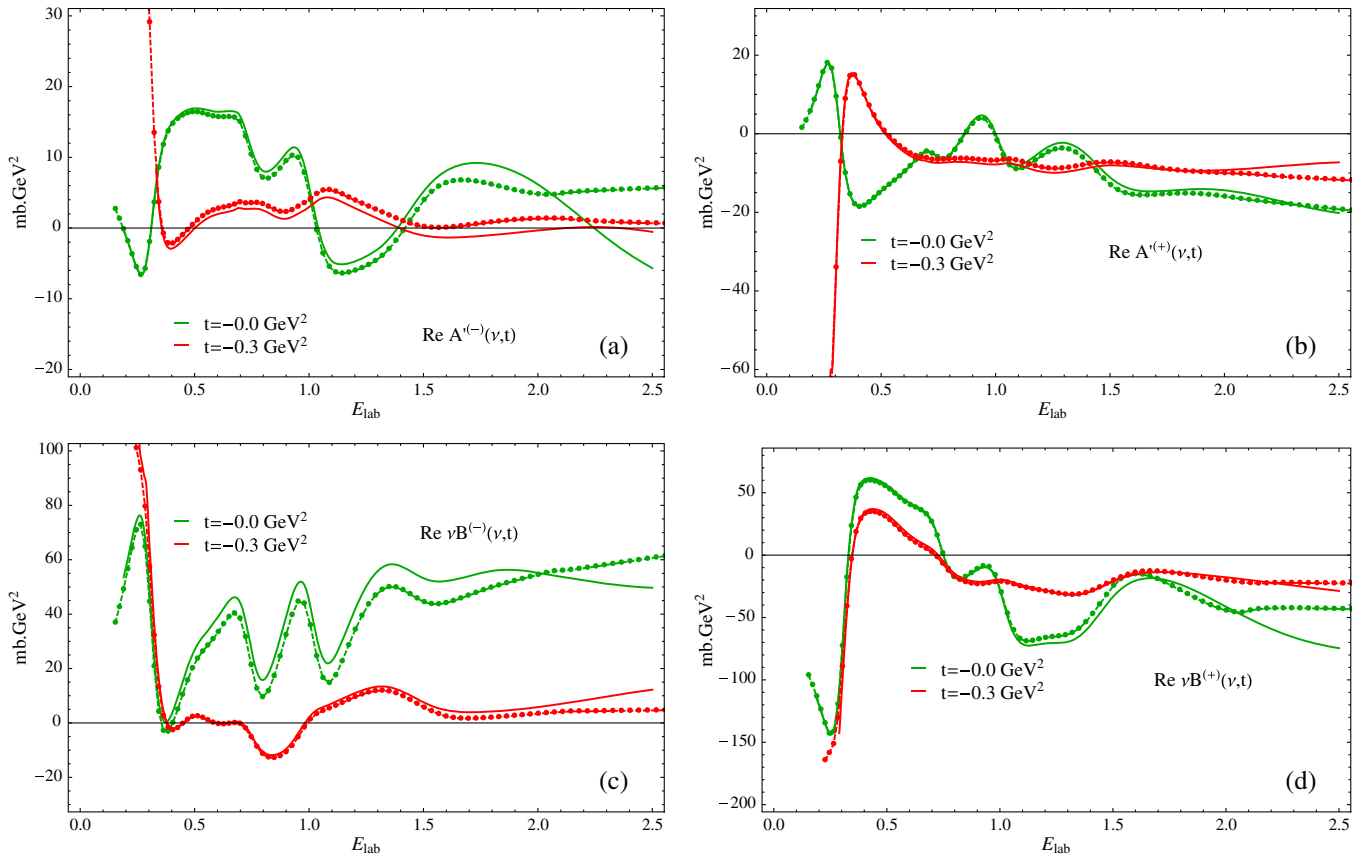 30
20
10
0
−10
−20
mb.GeV²
t=−0.0 GeV²
t=−0.3 GeV²
Re A'⁽⁻⁾(ν,t)
(a)
0.0 0.5 1.0 1.5 2.0 2.5
E_lab
20
0
−20
−40
−60
mb.GeV²
t=−0.0 GeV²
t=−0.3 GeV²
Re A'⁽⁺⁾(ν,t)
(b)
0.0 0.5 1.0 1.5 2.0 2.5
E_lab
100
80
60
40
20
0
−20
mb.GeV²
t=−0.0 GeV²
t=−0.3 GeV²
Re νB⁽⁻⁾(ν,t)
(c)
0.0 0.5 1.0 1.5 2.0 2.5
E_lab
50
0
−50
−100
−150
−200
mb.GeV²
t=−0.0 GeV²
t=−0.3 GeV²
Re νB⁽⁺⁾(ν,t)
(d)
0.0 0.5 1.0 1.5 2.0 2.5
E_lab